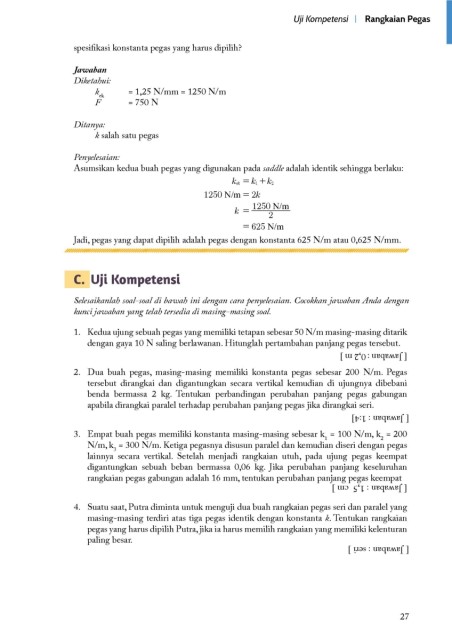 Uji Kompetensi | Rangkaian Pegas
spesifikasi konstanta pegas yang harus dipilih?
Jawaban
Diketahui:
k_ek = 1,25 N/mm = 1250 N/m
F = 750 N
Ditanya:
k salah satu pegas
Penyelesaian:
Asumsikan kedua buah pegas yang digunakan pada saddle adalah identik sehingga berlaku:
k_ek = k₁ + k₂
1250 N/m = 2k
k = 1250 N/m / 2
= 625 N/m
Jadi, pegas yang dapat dipilih adalah pegas dengan konstanta 625 N/m atau 0,625 N/mm.
C. Uji Kompetensi
Selesaikanlah soal-soal di bawah ini dengan cara penyelesaian. Cocokkan jawaban Anda dengan
kunci jawaban yang telah tersedia di masing-masing soal.
1. Kedua ujung sebuah pegas yang memiliki tetapan sebesar 50 N/m masing-masing ditarik
dengan gaya 10 N saling berlawanan. Hitunglah pertambahan panjang pegas tersebut.
[ Jawaban : 0,2 m ]
2. Dua buah pegas, masing-masing memiliki konstanta pegas sebesar 200 N/m. Pegas
tersebut dirangkai dan digantungkan secara vertikal kemudian di ujungnya dibebani
benda bermassa 2 kg. Tentukan perbandingan perubahan panjang pegas gabungan
apabila dirangkai paralel terhadap perubahan panjang pegas jika dirangkai seri.
[ Jawaban : 1:4]
3. Empat buah pegas memiliki konstanta masing-masing sebesar k₁ = 100 N/m, k₂ = 200
N/m, k₃ = 300 N/m. Ketiga pegasnya disusun paralel dan kemudian diseri dengan pegas
lainnya secara vertikal. Setelah menjadi rangkaian utuh, pada ujung pegas keempat
digantungkan sebuah beban bermassa 0,06 kg. Jika perubahan panjang keseluruhan
rangkaian pegas gabungan adalah 16 mm, tentukan perubahan panjang pegas keempat
[ Jawaban : 1,5 cm ]
4. Suatu saat, Putra diminta untuk menguji dua buah rangkaian pegas seri dan paralel yang
masing-masing terdiri atas tiga pegas identik dengan konstanta k. Tentukan rangkaian
pegas yang harus dipilih Putra, jika ia harus memilih rangkaian yang memiliki kelenturan
paling besar.
[ Jawaban : seri ]
27